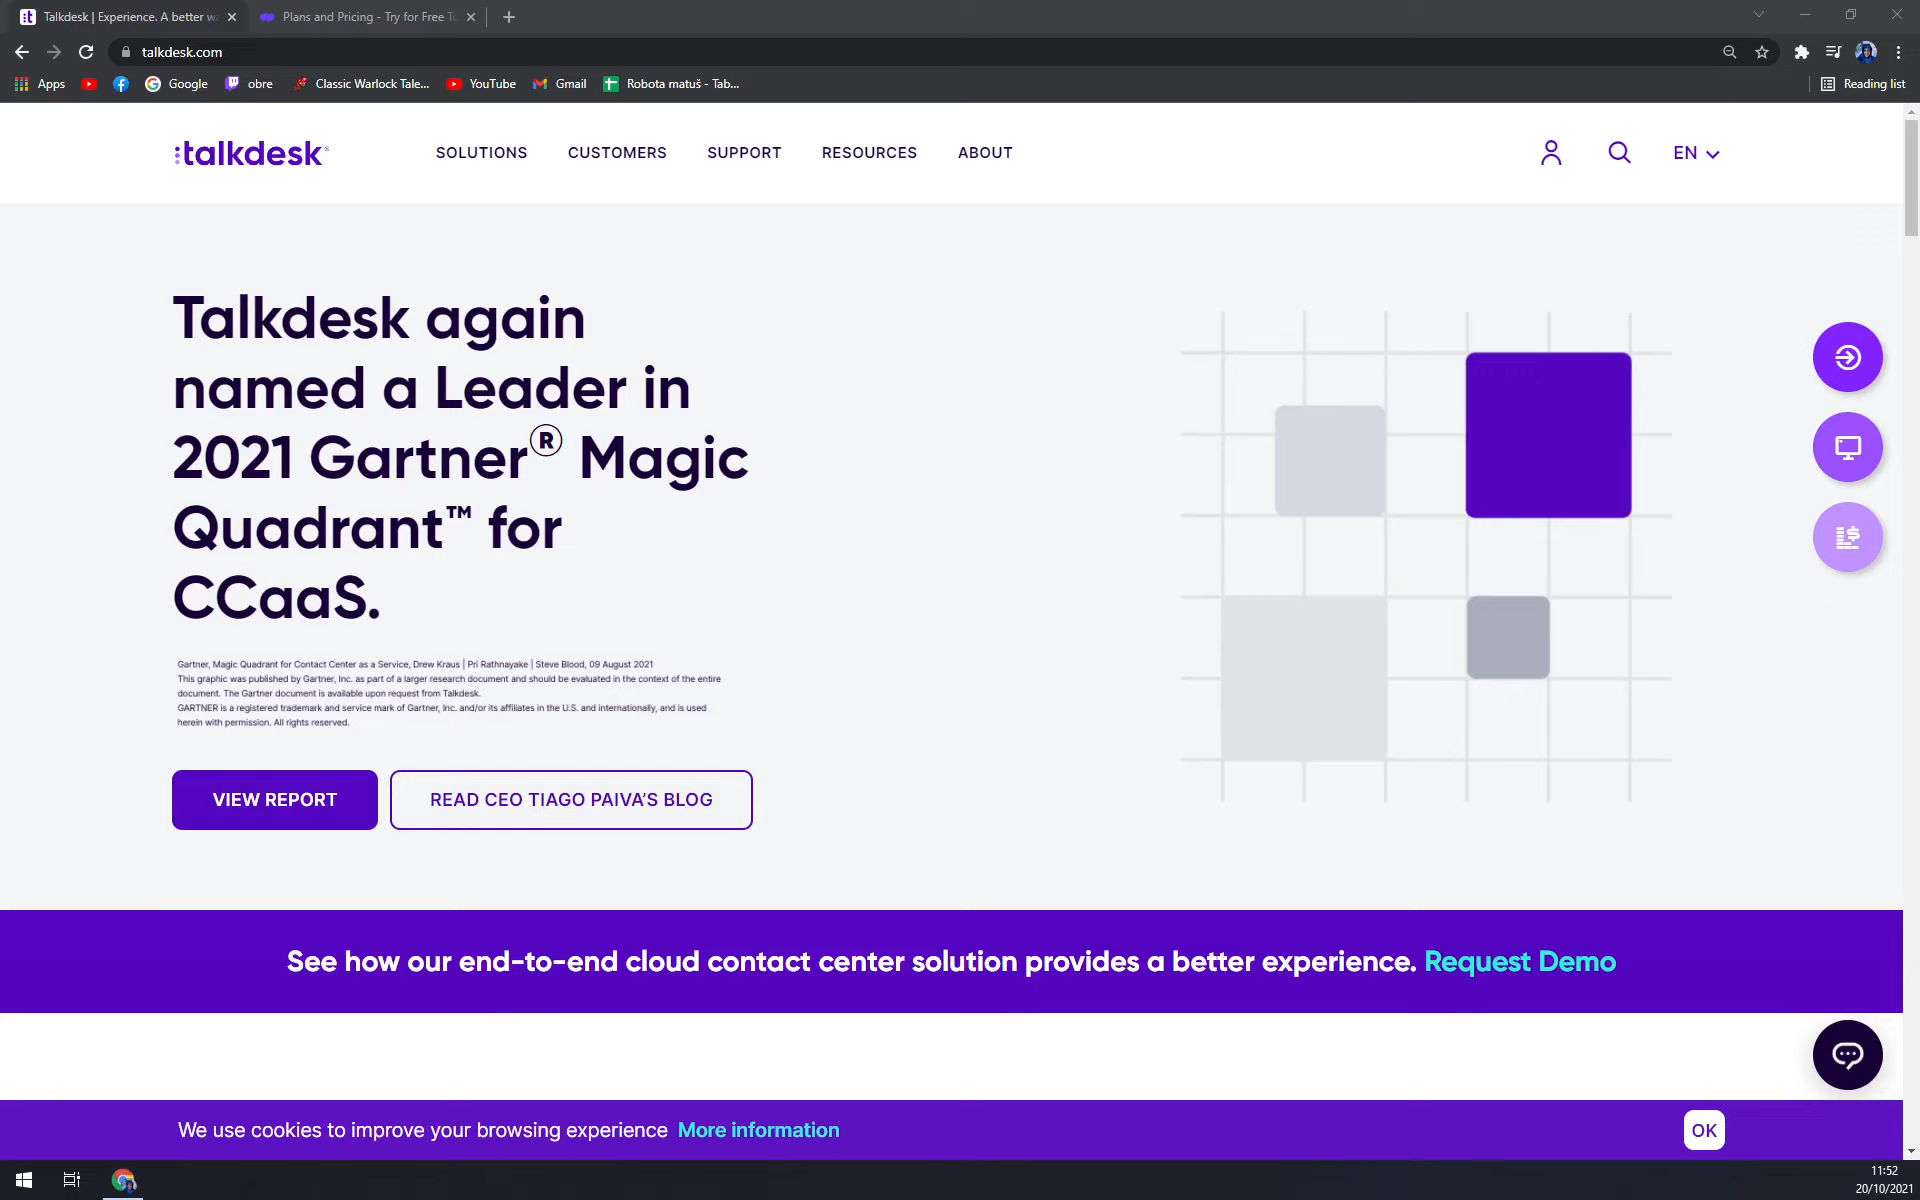 Talkdesk | Experience. A better wa
Plans and Pricing - Try for Free To
talkdesk.com
Apps
Google
obre
Classic Warlock Tale...
YouTube
Gmail
Robota matuš - Tab...
Reading list
:talkdesk®
SOLUTIONS
CUSTOMERS
SUPPORT
RESOURCES
ABOUT
EN
Talkdesk again
named a Leader in
2021 Gartner® Magic
Quadrant™ for
CCaaS.
Gartner, Magic Quadrant for Contact Center as a Service, Drew Kraus | Pri Rathnayake | Steve Blood, 09 August 2021
This graphic was published by Gartner, Inc. as part of a larger research document and should be evaluated in the context of the entire
document. The Gartner document is available upon request from Talkdesk.
GARTNER is a registered trademark and service mark of Gartner, Inc. and/or its affiliates in the U.S. and internationally, and is used
herein with permission. All rights reserved.
VIEW REPORT
READ CEO TIAGO PAIVA'S BLOG
See how our end-to-end cloud contact center solution provides a better experience. Request Demo
We use cookies to improve your browsing experience More information
OK
11:52
20/10/2021